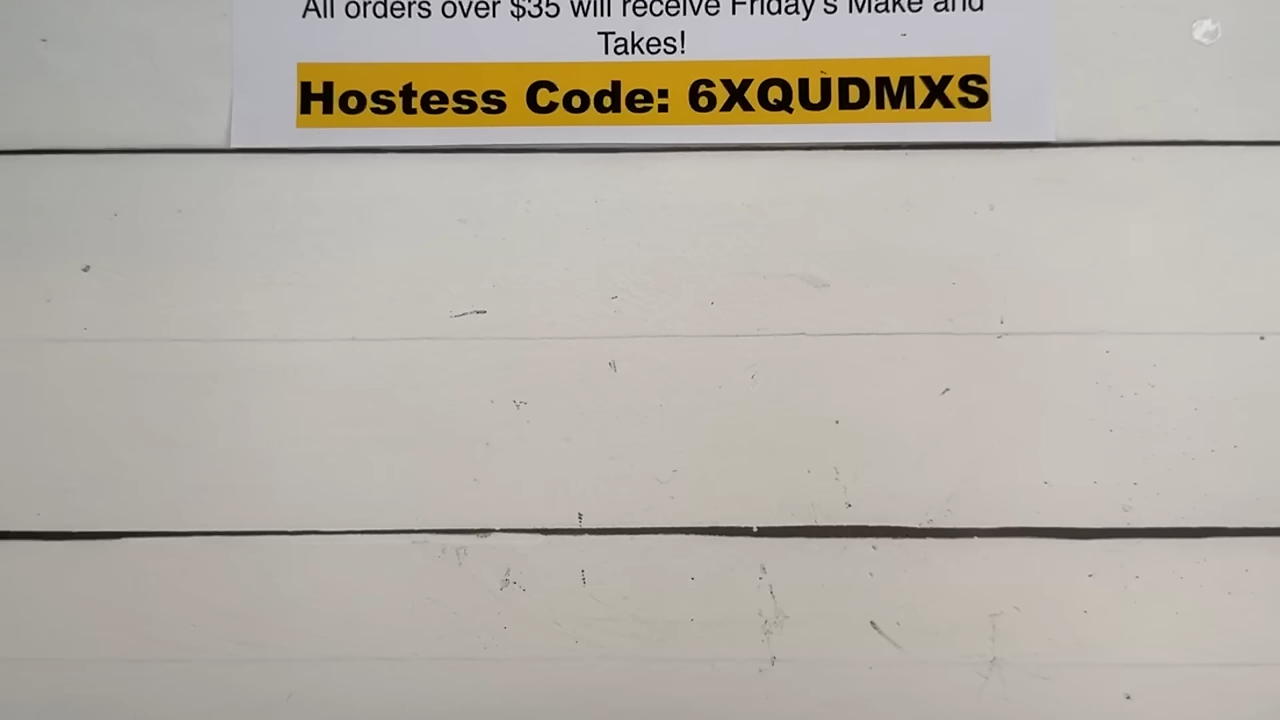 All orders over $35 will receive Friday's Make and
Takes!
Hostess Code: 6XQUDMXS